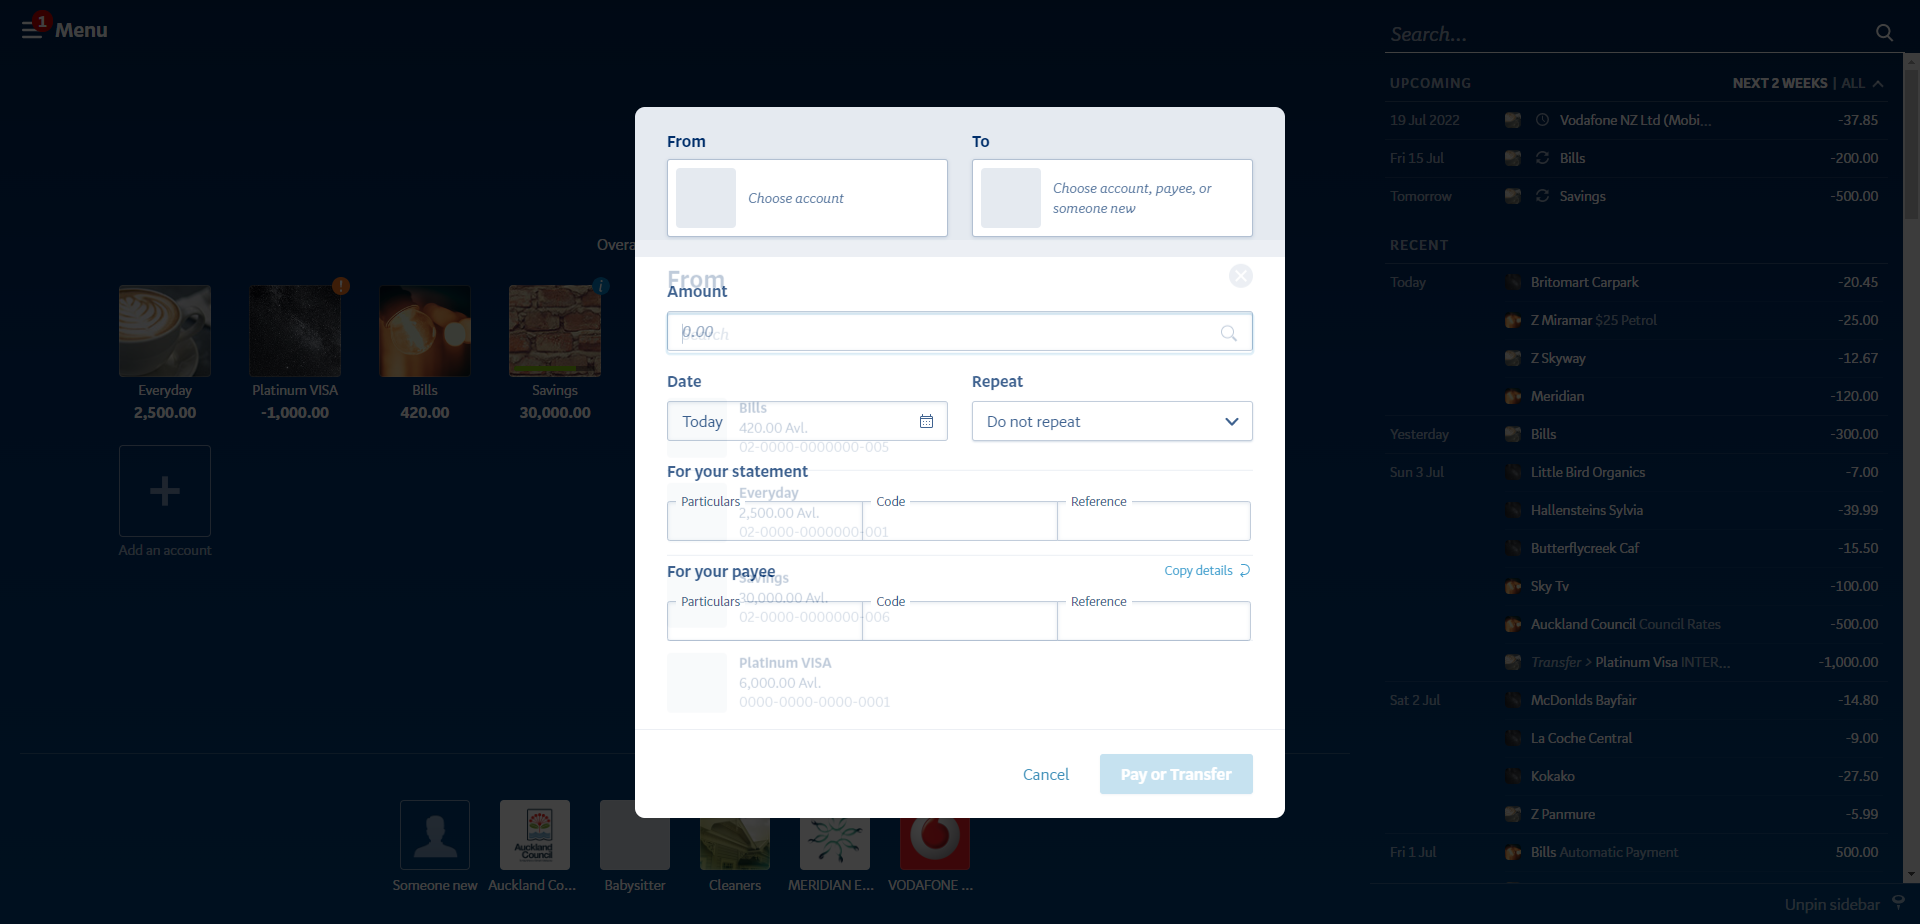 1
Menu
Search...
UPCOMING
NEXT 2 WEEKS | ALL
19 Jul 2022 Vodafone NZ Ltd (Mobi... -37.85
Fri 15 Jul Bills -200.00
Tomorrow Savings -500.00
RECENT
Today Britomart Carpark -20.45
Z Miramar $25 Petrol -25.00
Z Skyway -12.67
Meridian -120.00
Yesterday Bills -300.00
Sun 3 Jul Little Bird Organics -7.00
Hallensteins Sylvia -39.99
Butterflycreek Caf -15.50
Sky Tv -100.00
Auckland Council Council Rates -500.00
Transfer > Platinum Visa INTER... -1,000.00
Sat 2 Jul McDonlds Bayfair -14.80
La Coche Central -9.00
Kokako -27.50
Z Panmure -5.99
Fri 1 Jul Bills Automatic Payment 500.00
Unpin sidebar
Overa
!
i
Everyday
2,500.00
Platinum VISA
-1,000.00
Bills
420.00
Savings
30,000.00
Add an account
From
Choose account
To
Choose account, payee, or
someone new
From
Amount
0.00
Search
Date
Today
Repeat
Do not repeat
Bills
420.00 Avl.
02-0000-0000000-005
For your statement
Particulars
Code
Reference
Everyday
2,500.00 Avl.
02-0000-0000000-001
For your payee
Copy details
Particulars
Code
Reference
Savings
30,000.00 Avl.
02-0000-0000000-006
Platinum VISA
6,000.00 Avl.
0000-0000-0000-0001
Cancel
Pay or Transfer
Auckland
Council
Someone new
Auckland Co...
Babysitter
Cleaners
MERIDIAN E...
VODAFONE ...